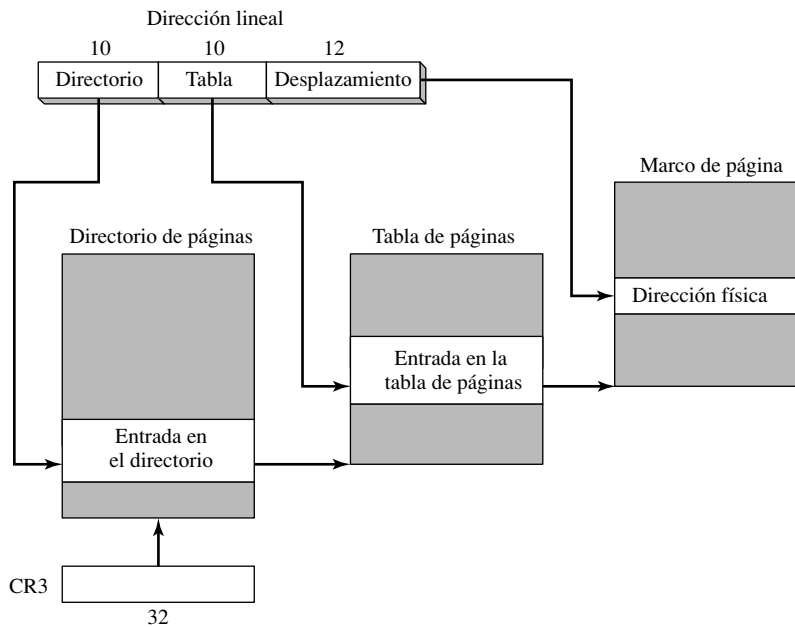 Dirección lineal
10 10 12
Directorio Tabla Desplazamiento
Marco de página
Directorio de páginas Tabla de páginas
Dirección física
Entrada en la
tabla de páginas
Entrada en
el directorio
CR3
32